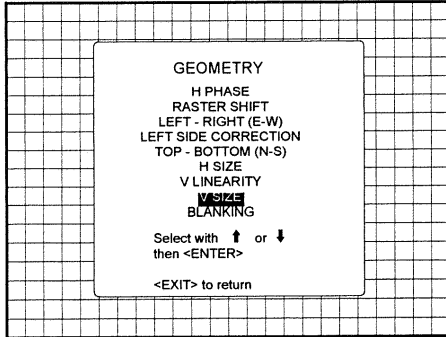 GEOMETRY
H PHASE
RASTER SHIFT
LEFT - RIGHT (E-W)
LEFT SIDE CORRECTION
TOP - BOTTOM (N-S)
H SIZE
V LINEARITY
V SIZE
BLANKING
Select with ⬆ or ⬇
then <ENTER>
<EXIT> to return